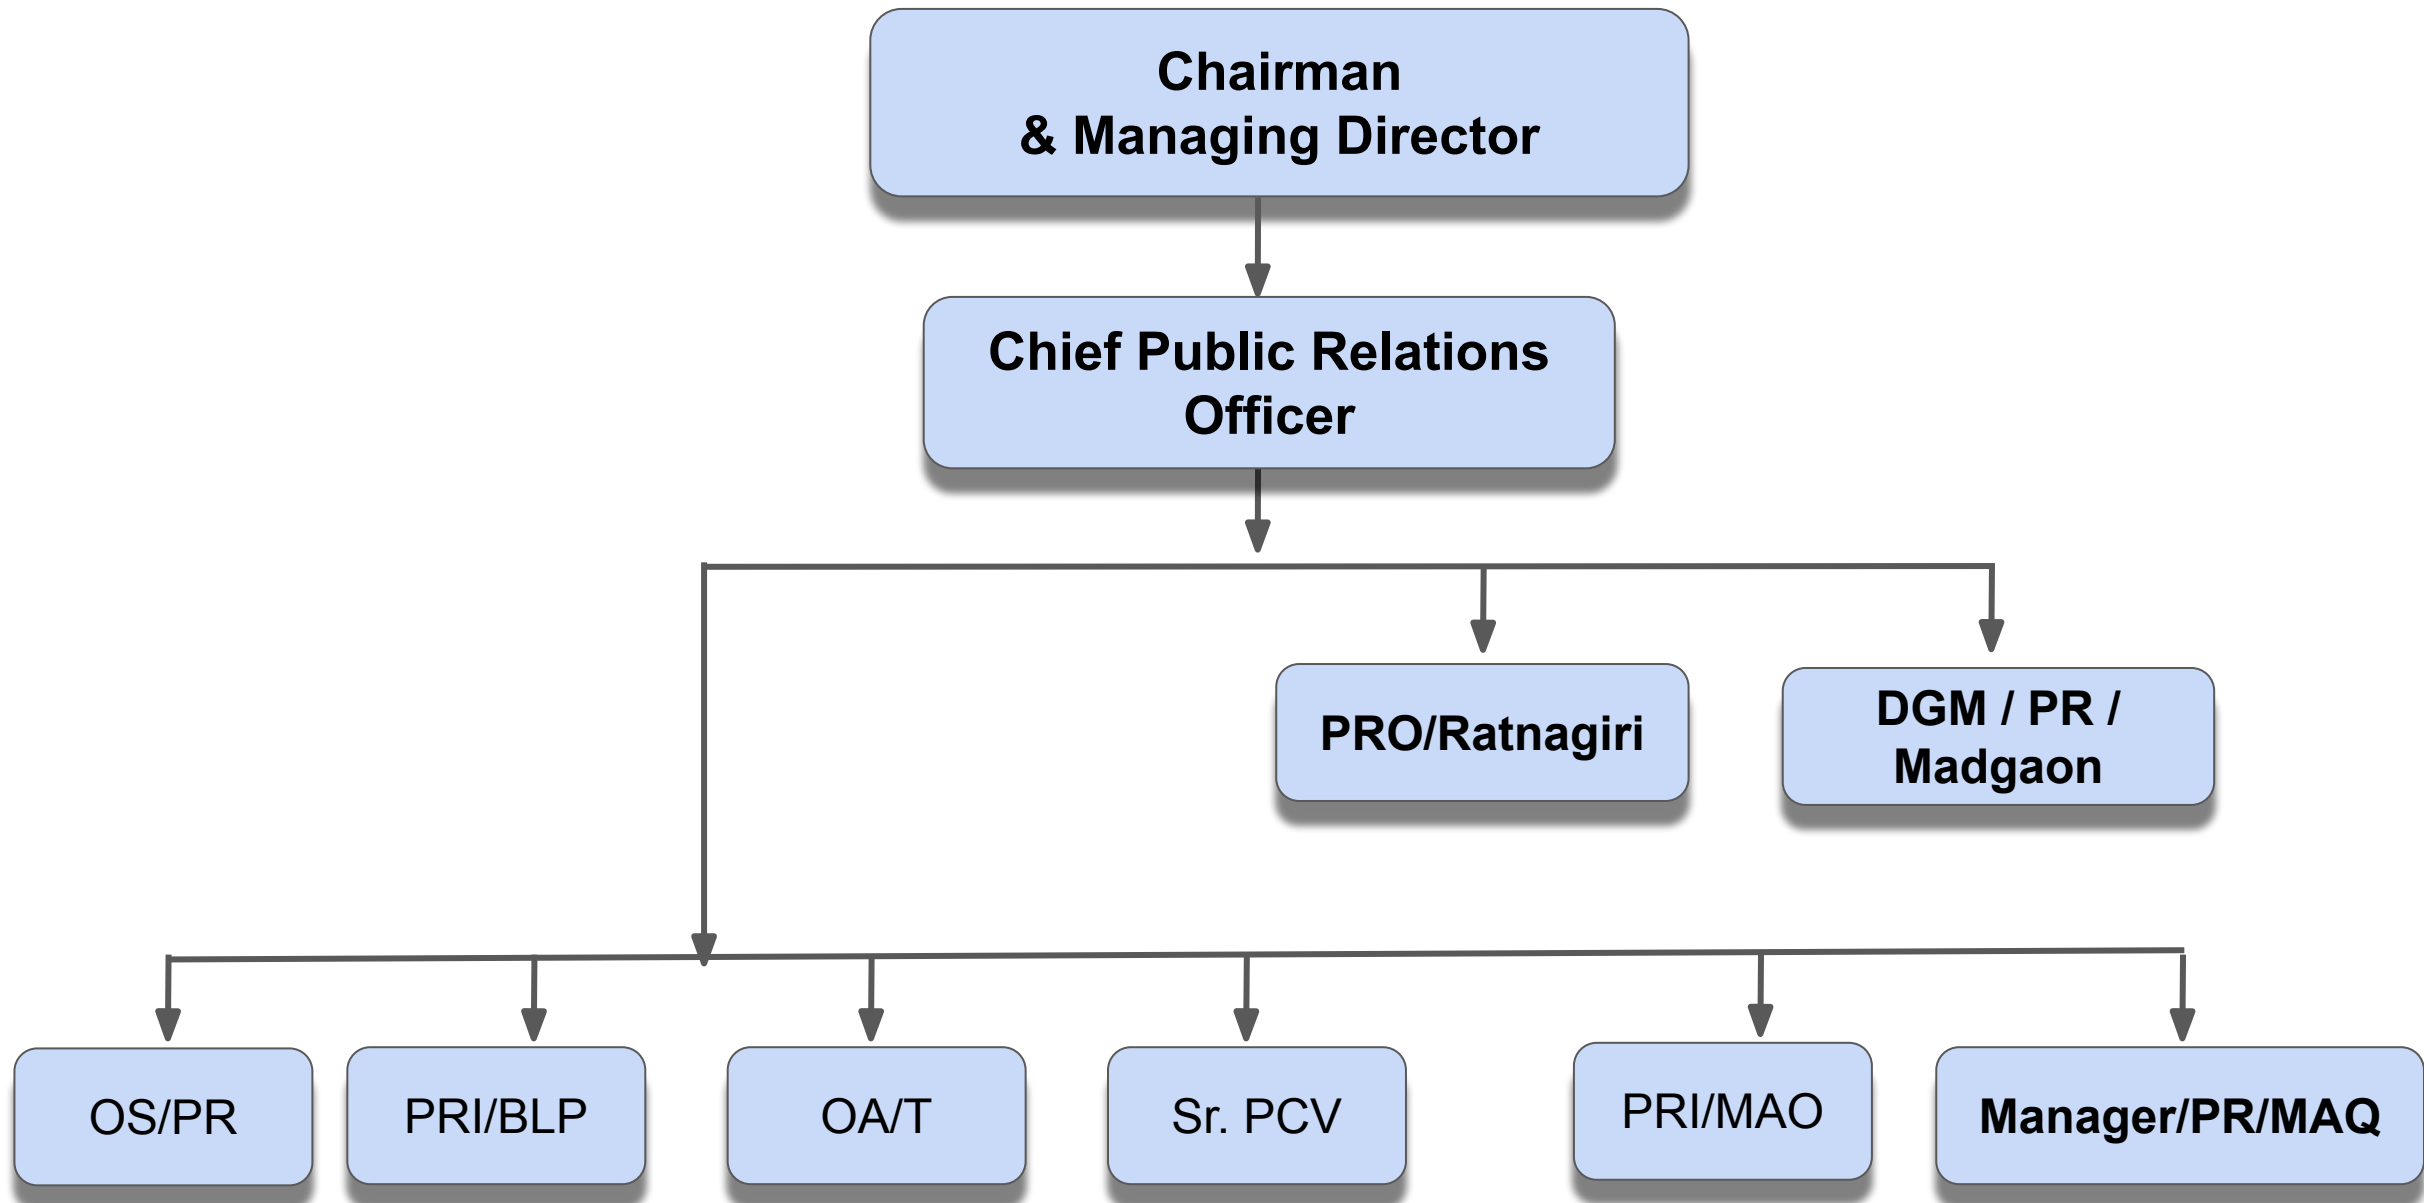 Chairman
& Managing Director
Chief Public Relations
Officer
PRO/Ratnagiri
DGM / PR /
Madgaon
OS/PR
PRI/BLP
OA/T
Sr. PCV
PRI/MAO
Manager/PR/MAQ